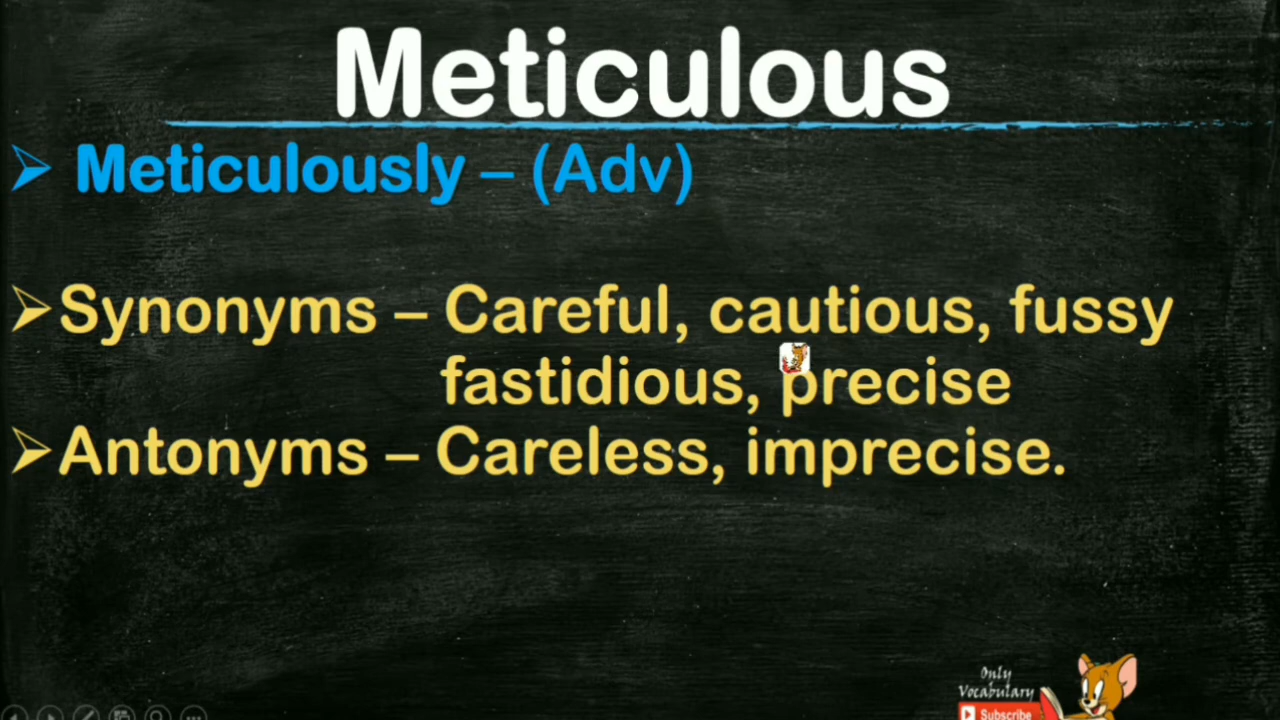 Meticulous
Meticulously – (Adv)
Synonyms – Careful, cautious, fussy
fastidious, precise
Antonyms – Careless, imprecise.
Only
Vocabulary
Subscribe